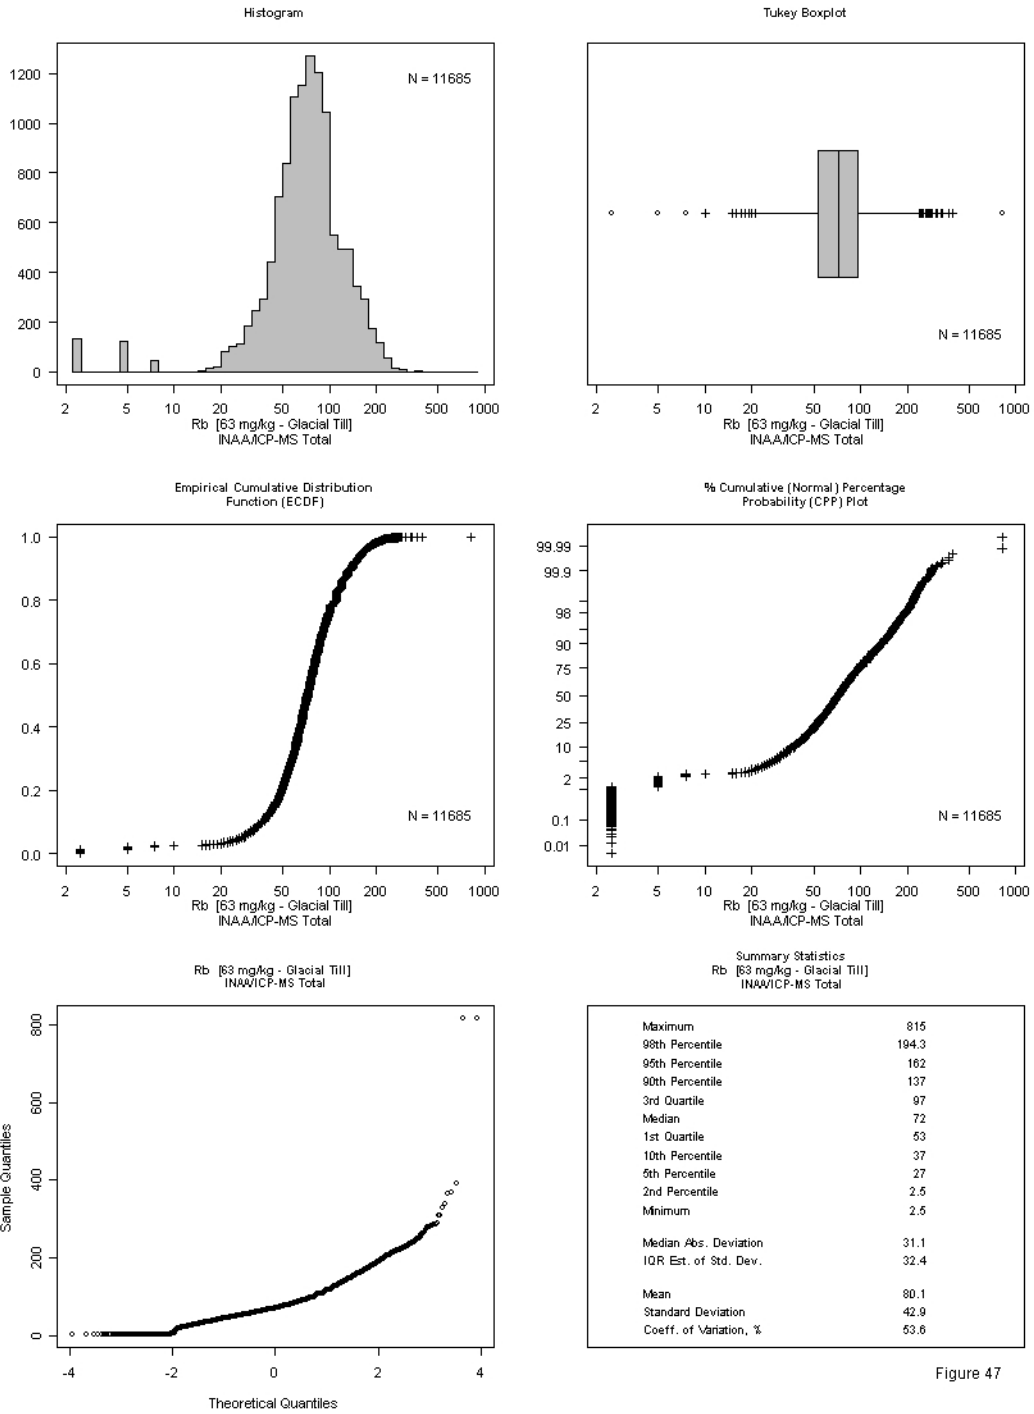 Histogram
1200
1000
800
600
400
200
0
N = 11685
2 5 10 20 50 100 200 500 1000
Rb [63 mg/kg - Glacial Till]
INAA/ICP-MS Total
Tukey Boxplot
N = 11685
2 5 10 20 50 100 200 500 1000
Rb [63 mg/kg - Glacial Till]
INAA/ICP-MS Total
Empirical Cumulative Distribution
Function (ECDF)
1.0
0.8
0.6
0.4
0.2
0.0
N = 11685
2 5 10 20 50 100 200 500 1000
Rb [63 mg/kg - Glacial Till]
INAA/ICP-MS Total
% Cumulative (Normal) Percentage
Probability (CPP) Plot
99.99
99.9
98
90
75
50
25
10
2
0.1
0.01
N = 11685
2 5 10 20 50 100 200 500 1000
Rb [63 mg/kg - Glacial Till]
INAA/ICP-MS Total
Rb [63 mg/kg - Glacial Till]
INAA/ICP-MS Total
Sample Quantiles
800
600
400
200
0
-4 -2 0 2 4
Theoretical Quantiles
Summary Statistics
Rb [63 mg/kg - Glacial Till]
INAA/ICP-MS Total
Maximum 815
98th Percentile 194.3
95th Percentile 162
90th Percentile 137
3rd Quartile 97
Median 72
1st Quartile 53
10th Percentile 37
5th Percentile 27
2nd Percentile 2.5
Minimum 2.5
Median Abs. Deviation 31.1
IQR Est. of Std. Dev. 32.4
Mean 80.1
Standard Deviation 42.9
Coeff. of Variation, % 53.6
Figure 47